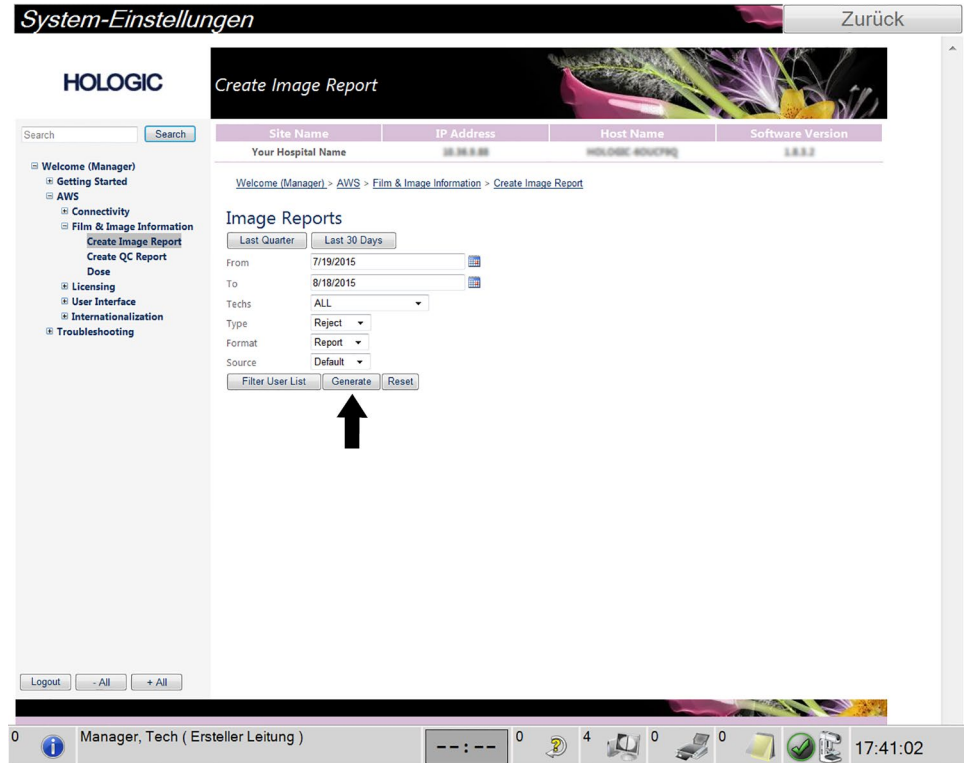 System-Einstellungen
Zurück
HOLOGIC
Create Image Report
Search
Search
Site Name IP Address Host Name Software Version
Your Hospital Name
Welcome (Manager)
Getting Started
AWS
Connectivity
Film & Image Information
Create Image Report
Create QC Report
Dose
Licensing
User Interface
Internationalization
Troubleshooting
Welcome (Manager) > AWS > Film & Image Information > Create Image Report
Image Reports
Last Quarter Last 30 Days
From 7/19/2015
To 8/18/2015
Techs ALL
Type Reject
Format Report
Source Default
Filter User List Generate Reset
Logout - All + All
0 Manager, Tech ( Ersteller Leitung ) --:-- 0 4 0 0 17:41:02